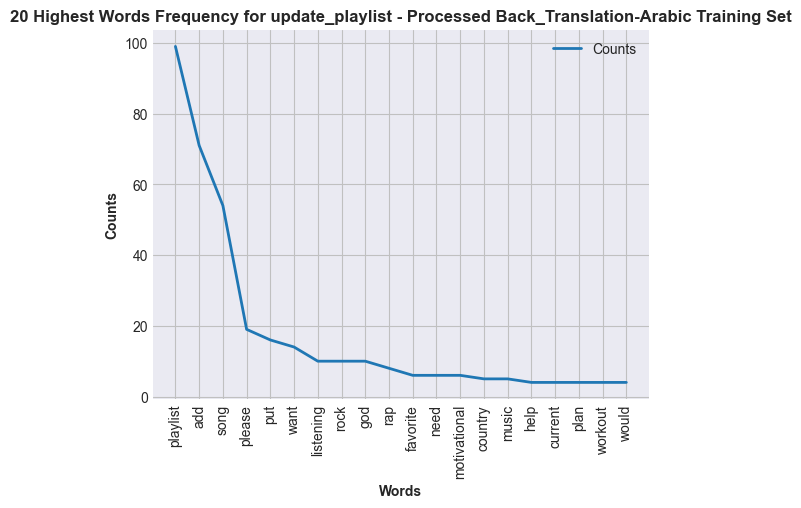 20 Highest Words Frequency for update_playlist - Processed Back_Translation-Arabic Training Set
Counts
100
80
60
40
20
0
Counts
playlist
add
song
please
put
want
listening
rock
god
rap
favorite
need
motivational
country
music
help
current
plan
workout
would
Words